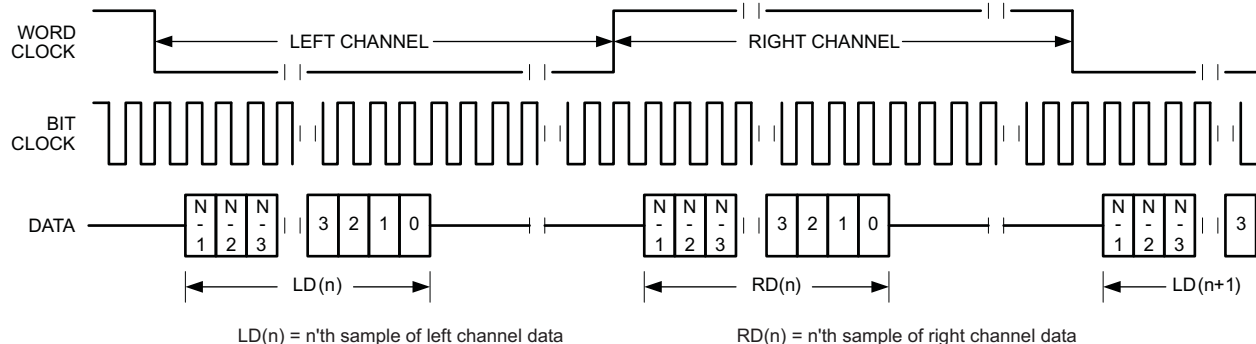 WORD
CLOCK
LEFT CHANNEL
RIGHT CHANNEL
BIT
CLOCK
DATA
N-1 N-2 N-3 3 2 1 0
N-1 N-2 N-3 3 2 1 0
N-1 N-2 N-3 3
LD(n)
RD(n)
LD(n+1)
LD(n) = n'th sample of left channel data
RD(n) = n'th sample of right channel data